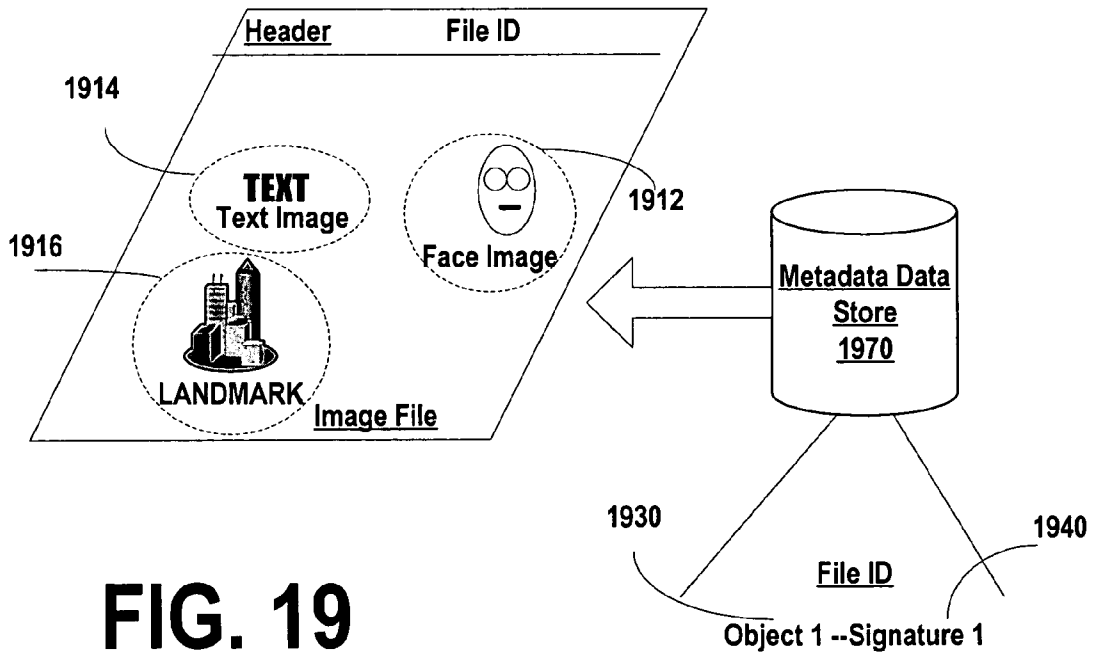 Header File ID
1914
TEXT
Text Image
1912
Face Image
1916
LANDMARK
Image File
Metadata Data
Store
1970
1930
1940
File ID
Object 1 --Signature 1
FIG. 19